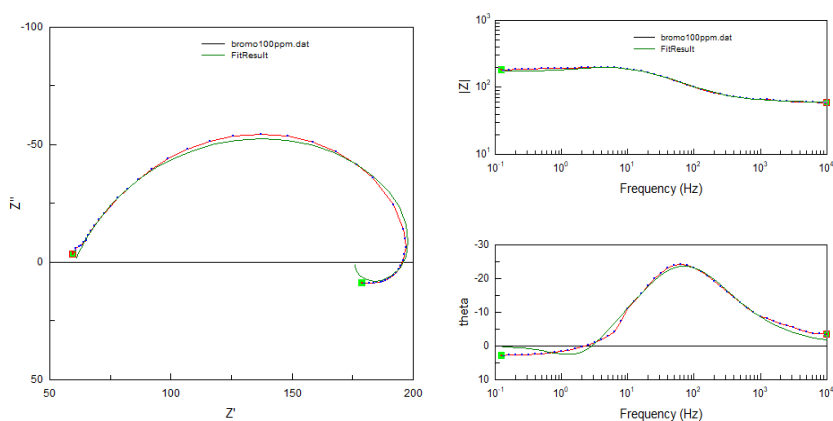 -100
bromo100ppm.dat
FitResult
-50
Z''
0
50
50
100
150
200
Z'
10³
bromo100ppm.dat
FitResult
|Z|
10²
10¹
10⁻¹ 10⁰ 10¹ 10² 10³ 10⁴
Frequency (Hz)
-30
-20
theta
-10
0
10
10⁻¹ 10⁰ 10¹ 10² 10³ 10⁴
Frequency (Hz)